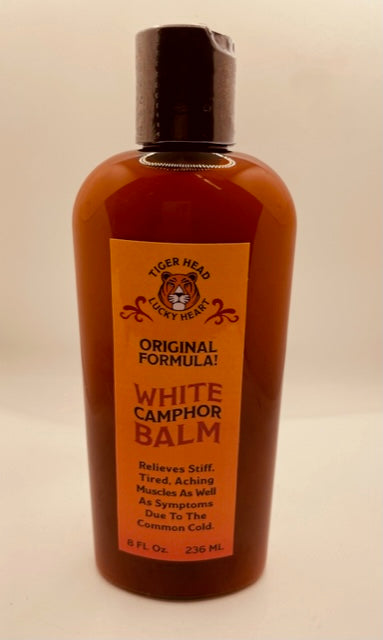 TIGER HEAD
LUCKY HEART
ORIGINAL
FORMULA!
WHITE
CAMPHOR
BALM
Relieves Stiff,
Tired, Aching
Muscles As Well
As Symptoms
Due To The
Common Cold.
8 FL Oz. 236 ML